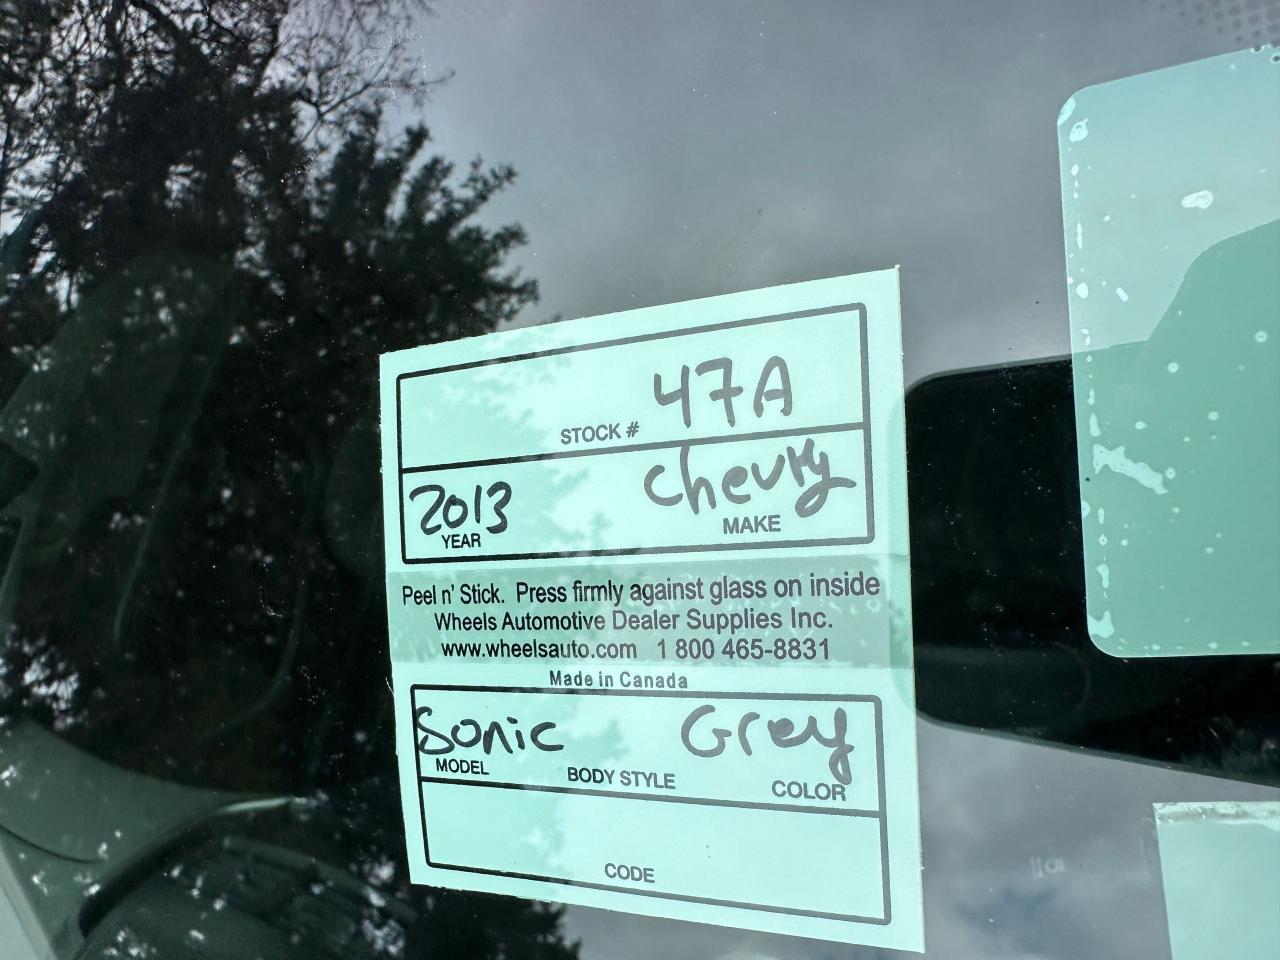 STOCK # 47A
2013 Chevry
YEAR MAKE
Peel n' Stick. Press firmly against glass on inside
Wheels Automotive Dealer Supplies Inc.
www.wheelsauto.com 1 800 465-8831
Made in Canada
Sonic Grey
MODEL BODY STYLE COLOR
CODE